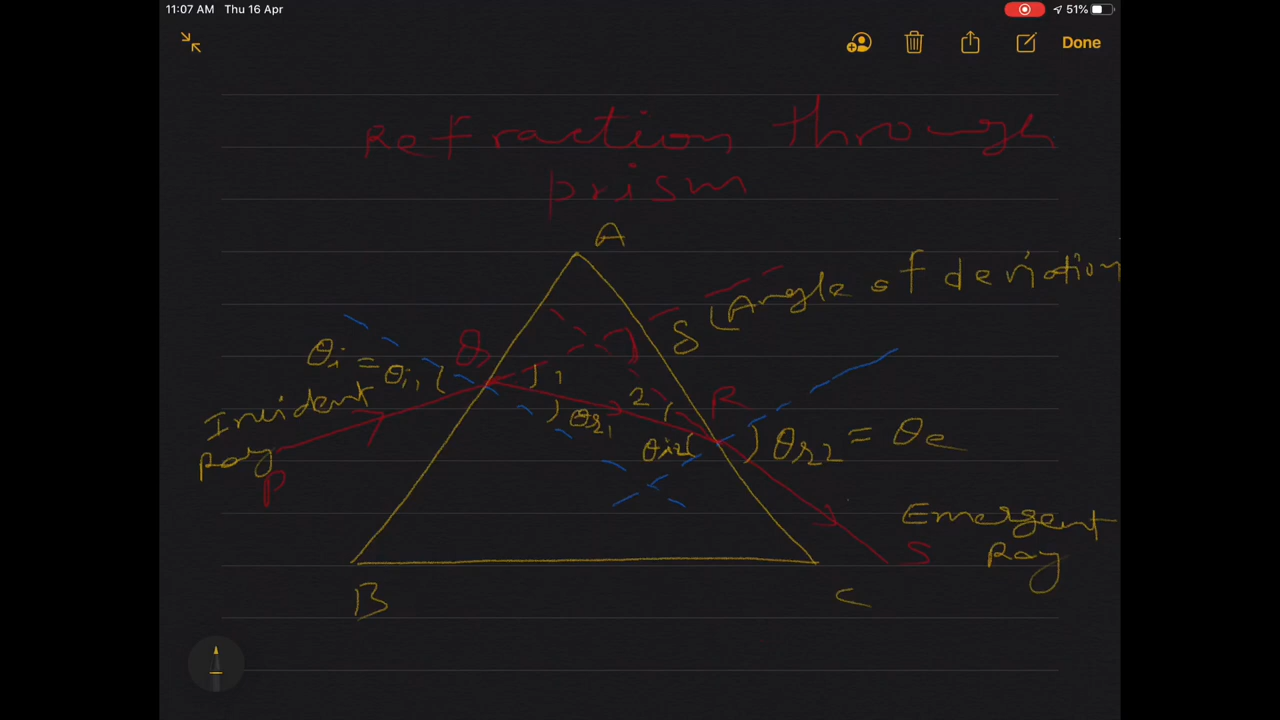 11:07 AM Thu 16 Apr
51%
Done
Refraction through
prism
A
δ (Angle of deviation
θi = θi1
Q
1
2
R
Incident
Ray
P
θr1
θi2
θr2 = θe
Emergent
Ray
S
B
C